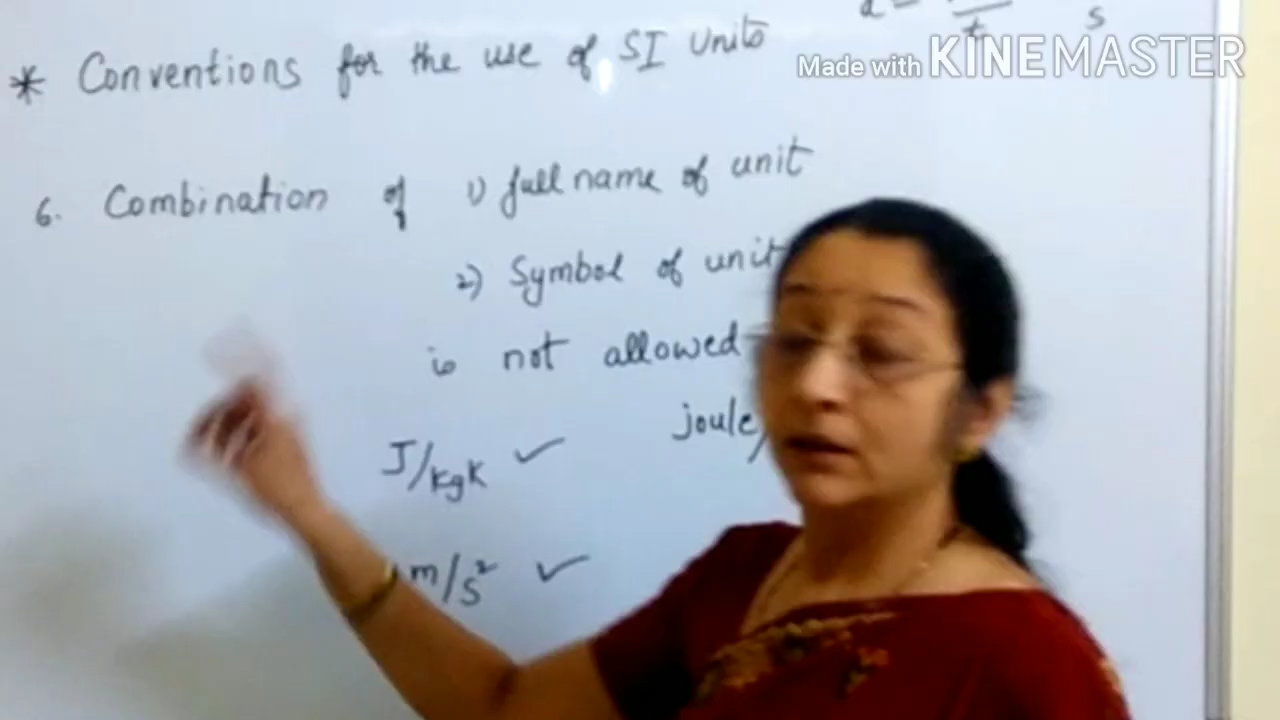 * Conventions for the use of SI Units
a =
t
s
Made with KINEMASTER
6. Combination of 1) full name of unit
2) Symbol of unit
is not allowed
J/kgK ✓ joule/
m/s² ✓